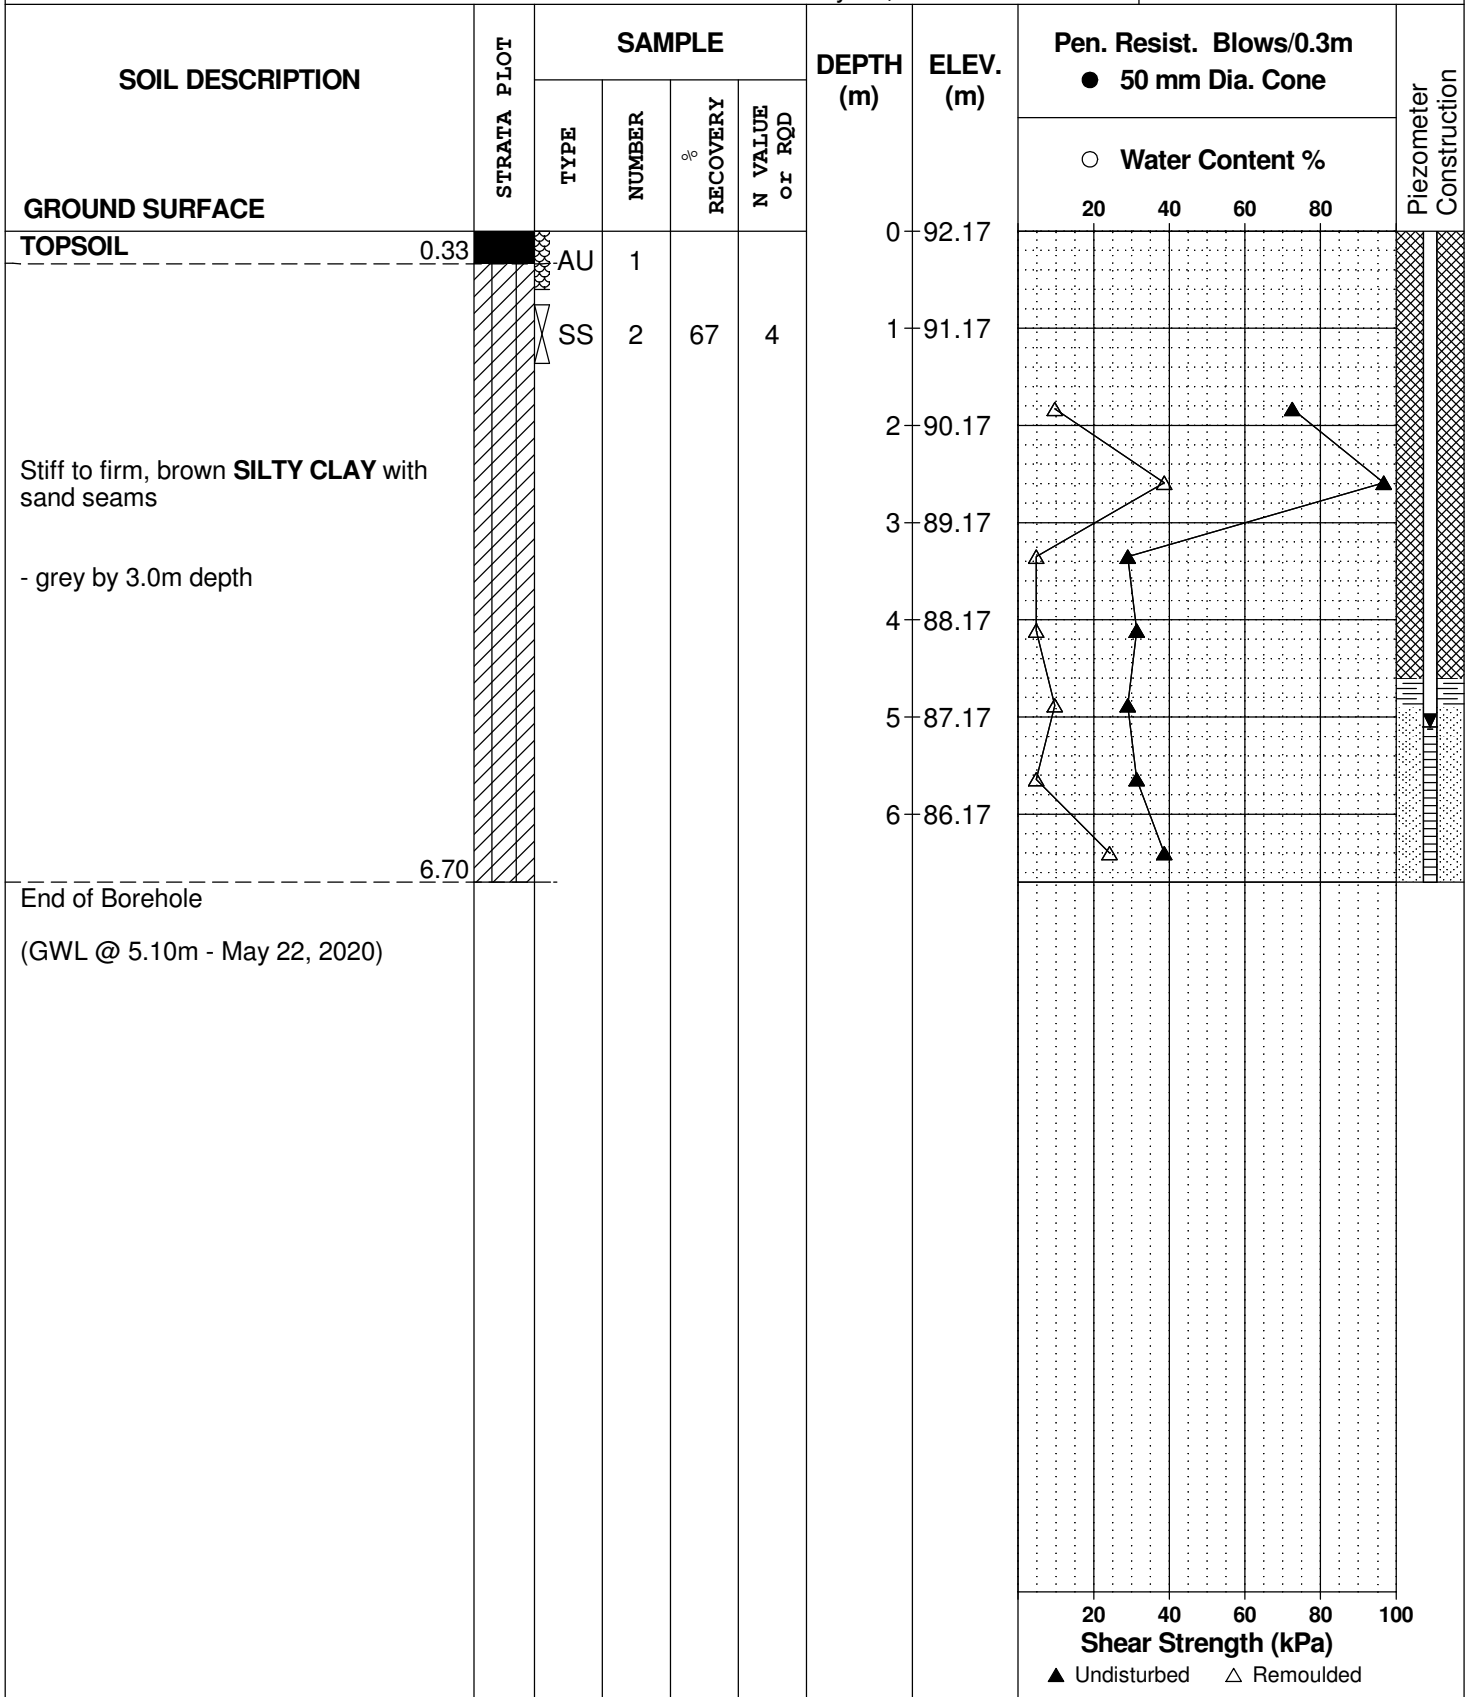 SOIL DESCRIPTION
GROUND SURFACE
STRATA PLOT
SAMPLE
TYPE
NUMBER
% RECOVERY
N VALUE or RQD
DEPTH (m)
ELEV. (m)
Pen. Resist. Blows/0.3m
● 50 mm Dia. Cone
○ Water Content %
20 40 60 80
Piezometer Construction
TOPSOIL 0.33
AU 1
SS 2 67 4
0 92.17
1 91.17
2 90.17
3 89.17
4 88.17
5 87.17
6 86.17
Stiff to firm, brown SILTY CLAY with
sand seams
- grey by 3.0m depth
6.70
End of Borehole
(GWL @ 5.10m - May 22, 2020)
20 40 60 80 100
Shear Strength (kPa)
▲ Undisturbed △ Remoulded